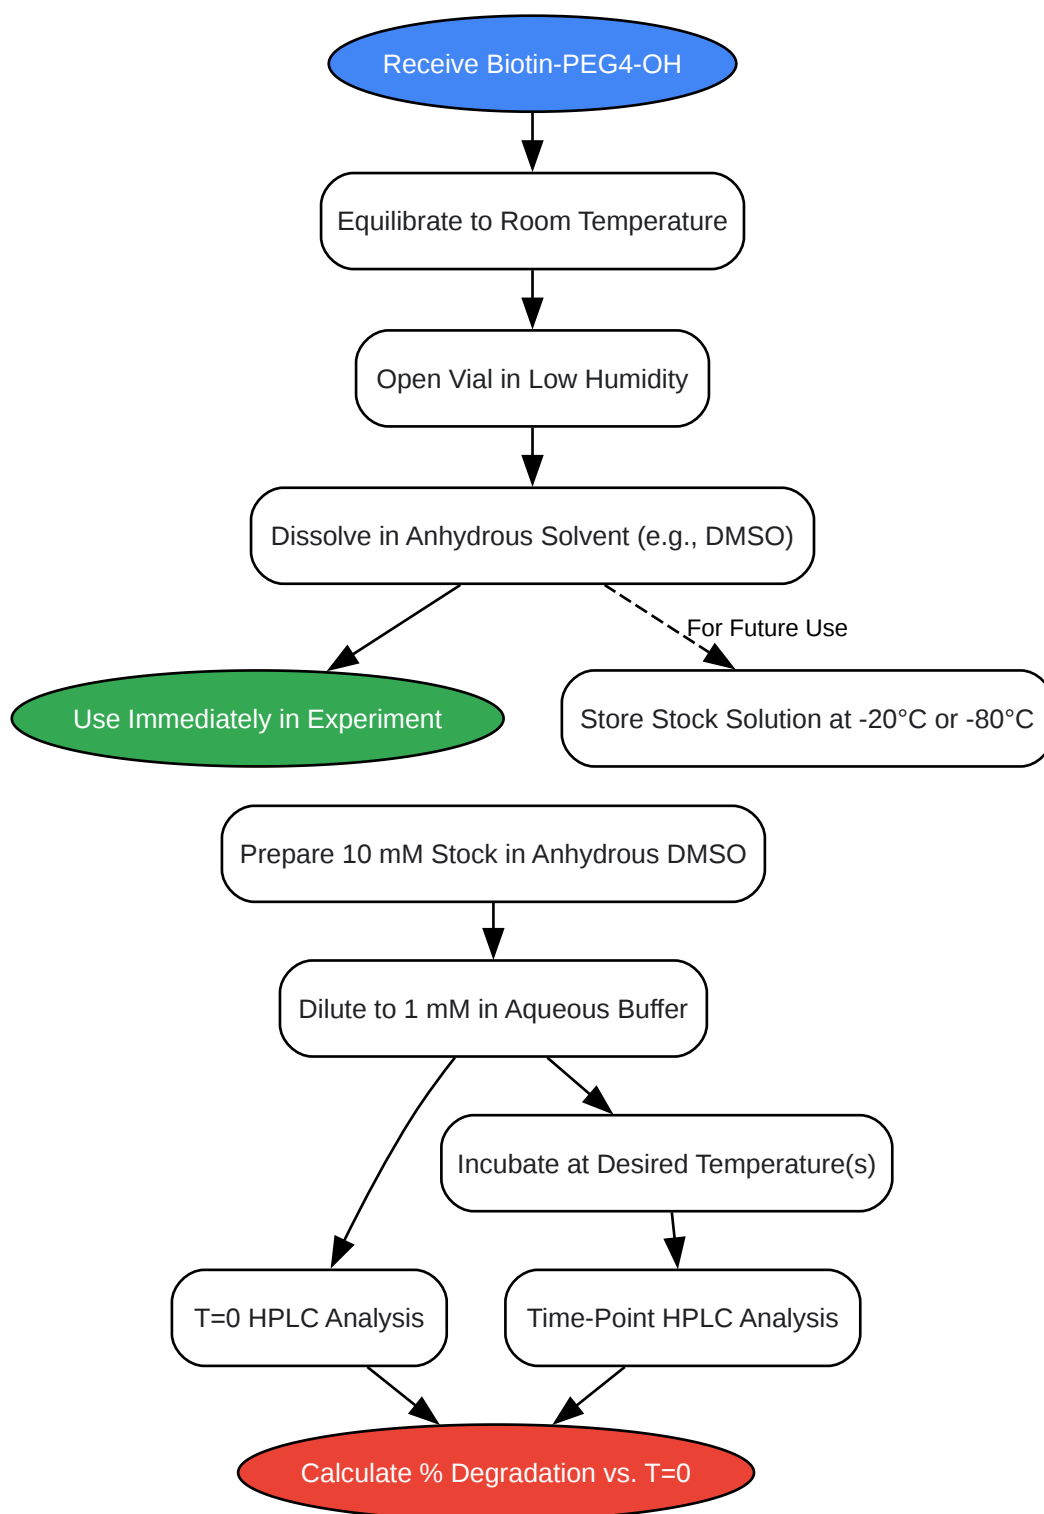 Receive Biotin-PEG4-OH
Equilibrate to Room Temperature
Open Vial in Low Humidity
Dissolve in Anhydrous Solvent (e.g., DMSO)
For Future Use
Use Immediately in Experiment
Store Stock Solution at -20°C or -80°C
Prepare 10 mM Stock in Anhydrous DMSO
Dilute to 1 mM in Aqueous Buffer
Incubate at Desired Temperature(s)
T=0 HPLC Analysis
Time-Point HPLC Analysis
Calculate % Degradation vs. T=0